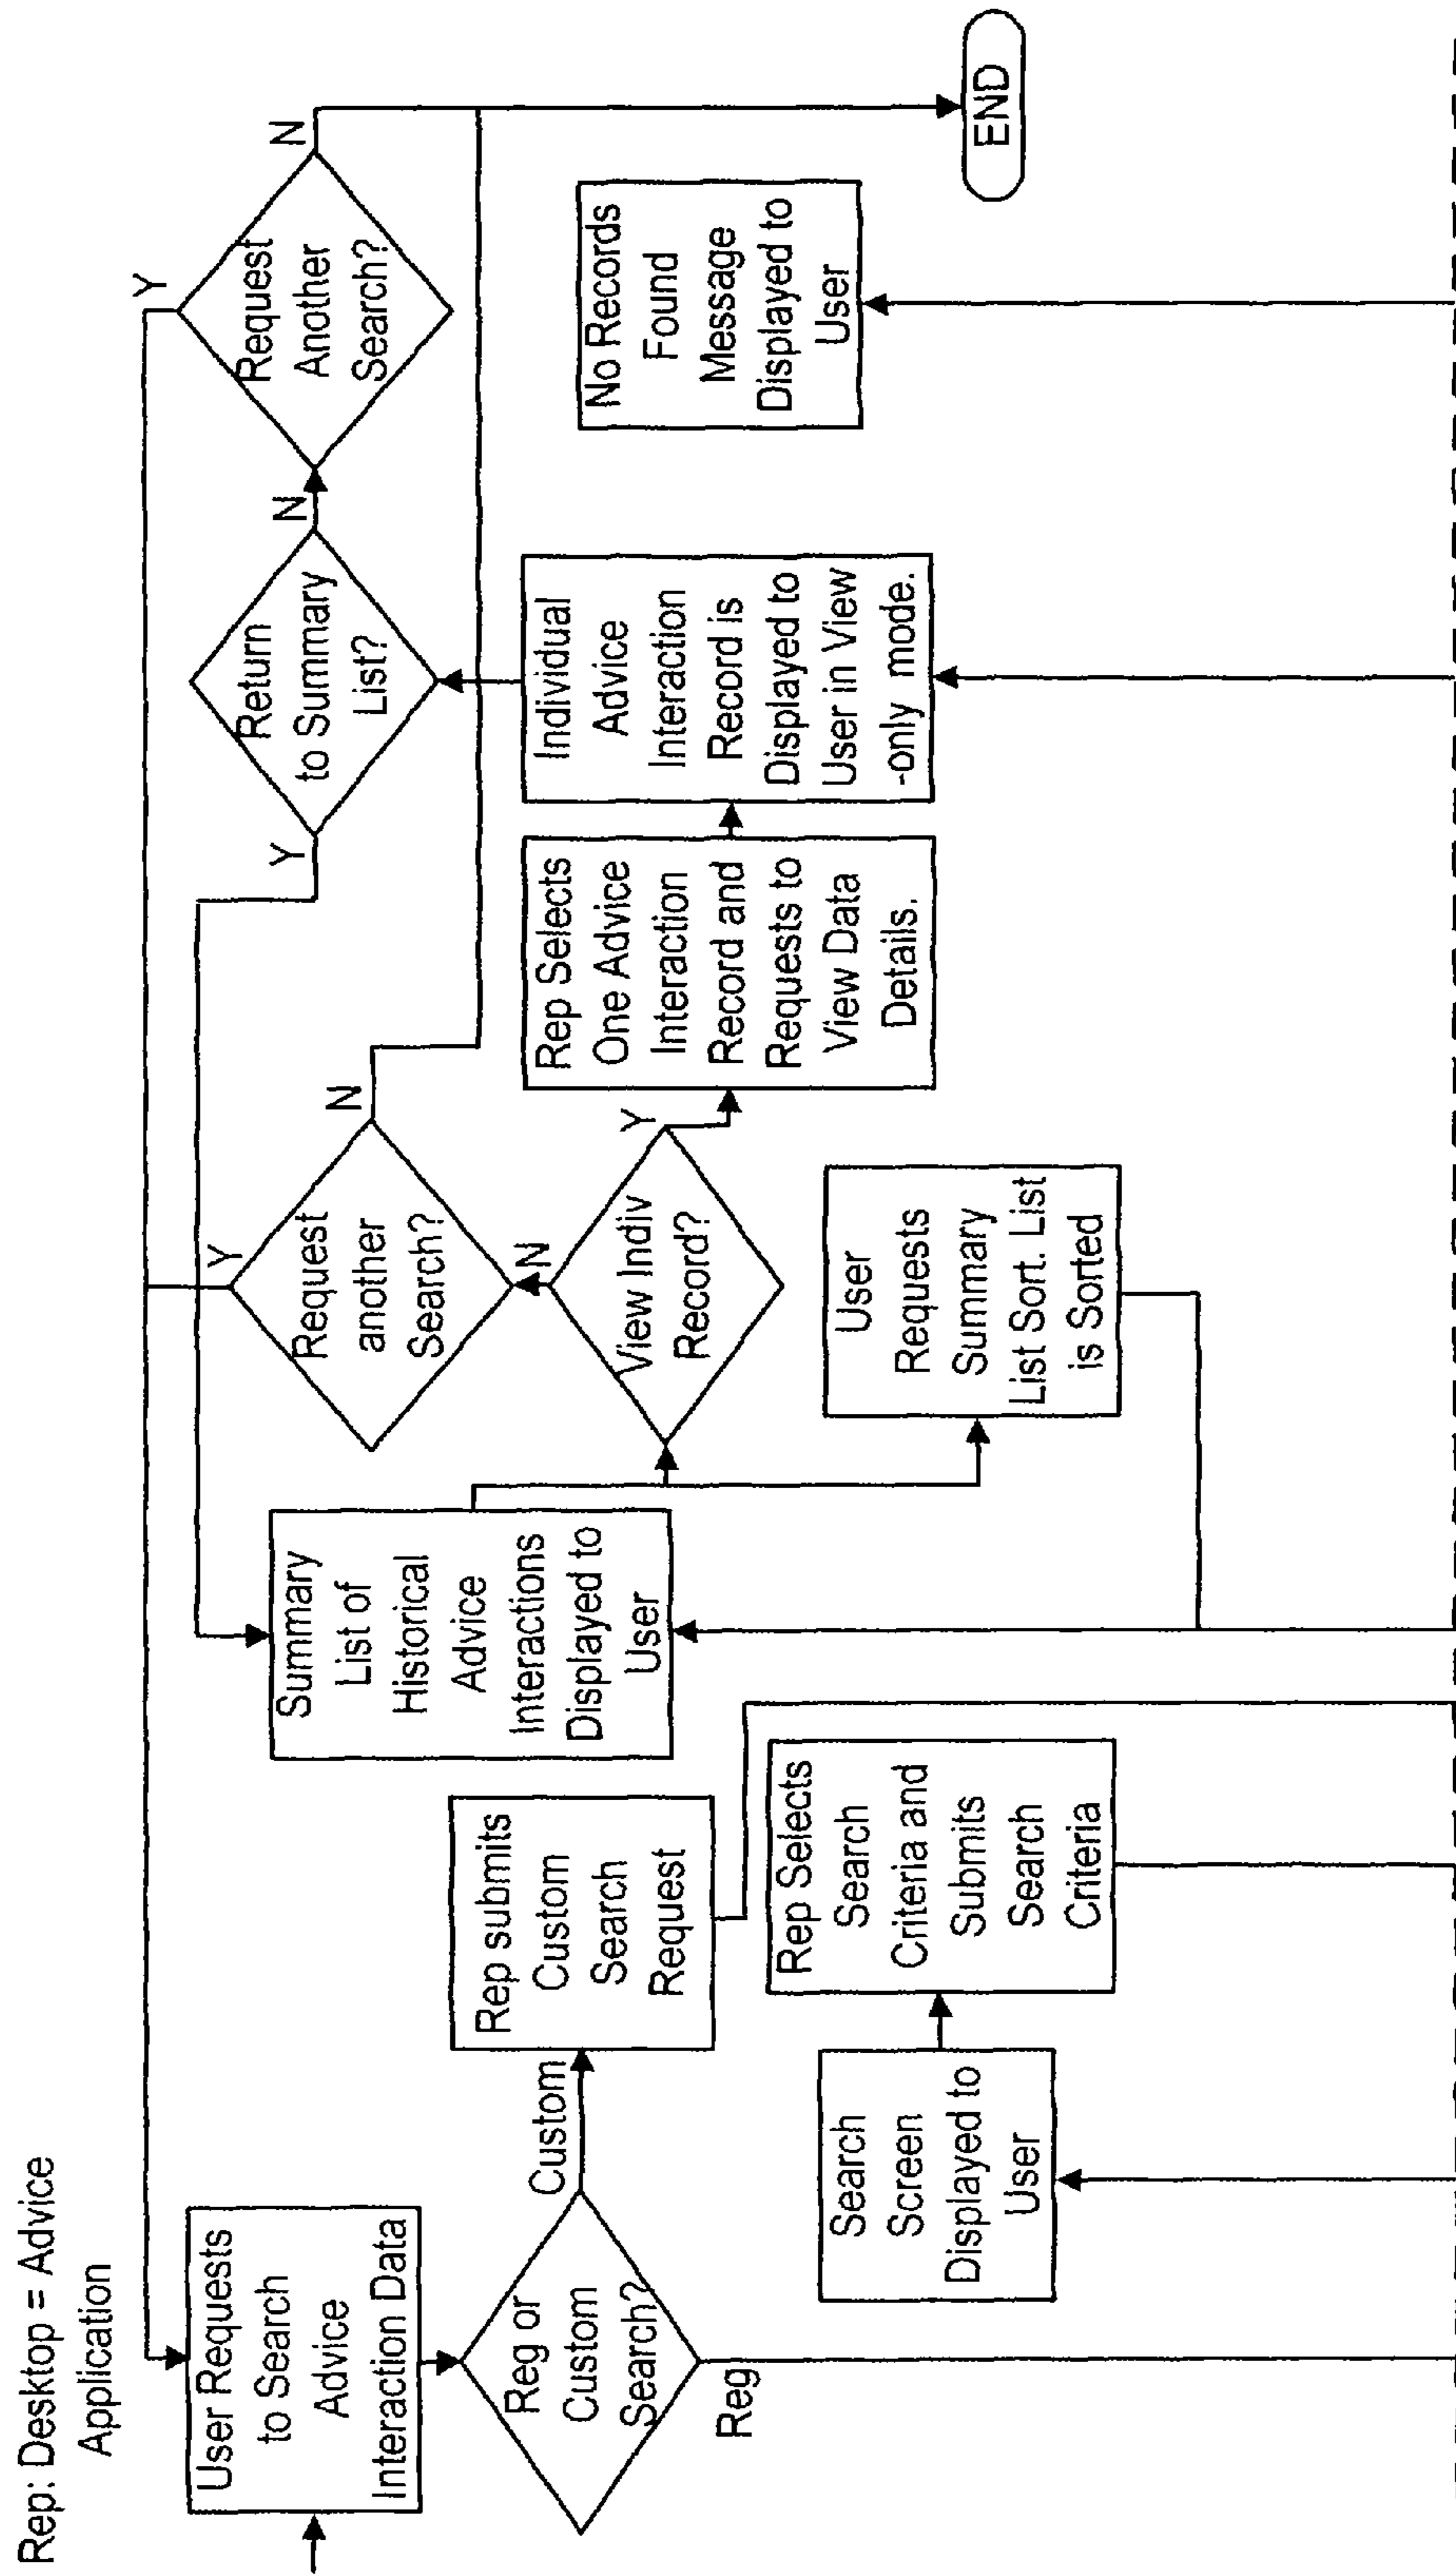 Rep: Desktop = Advice
Application
User Requests
to Search
Advice
Interaction Data
Reg or
Custom
Search?
Custom
Reg
Rep submits
Custom
Search
Request
Search
Screen
Displayed to
User
Rep Selects
Search
Criteria and
Submits
Search
Criteria
Summary
List of
Historical
Advice
Interactions
Displayed to
User
Request
another
Search?
Y
N
View Indiv
Record?
N
Y
User
Requests
Summary
List Sort. List
is Sorted
Rep Selects
One Advice
Interaction
Record and
Requests to
View Data
Details.
Individual
Advice
Interaction
Record is
Displayed to
User in View
-only mode.
Return
to Summary
List?
Y
N
Request
Another
Search?
Y
N
No Records
Found
Message
Displayed to
User
END